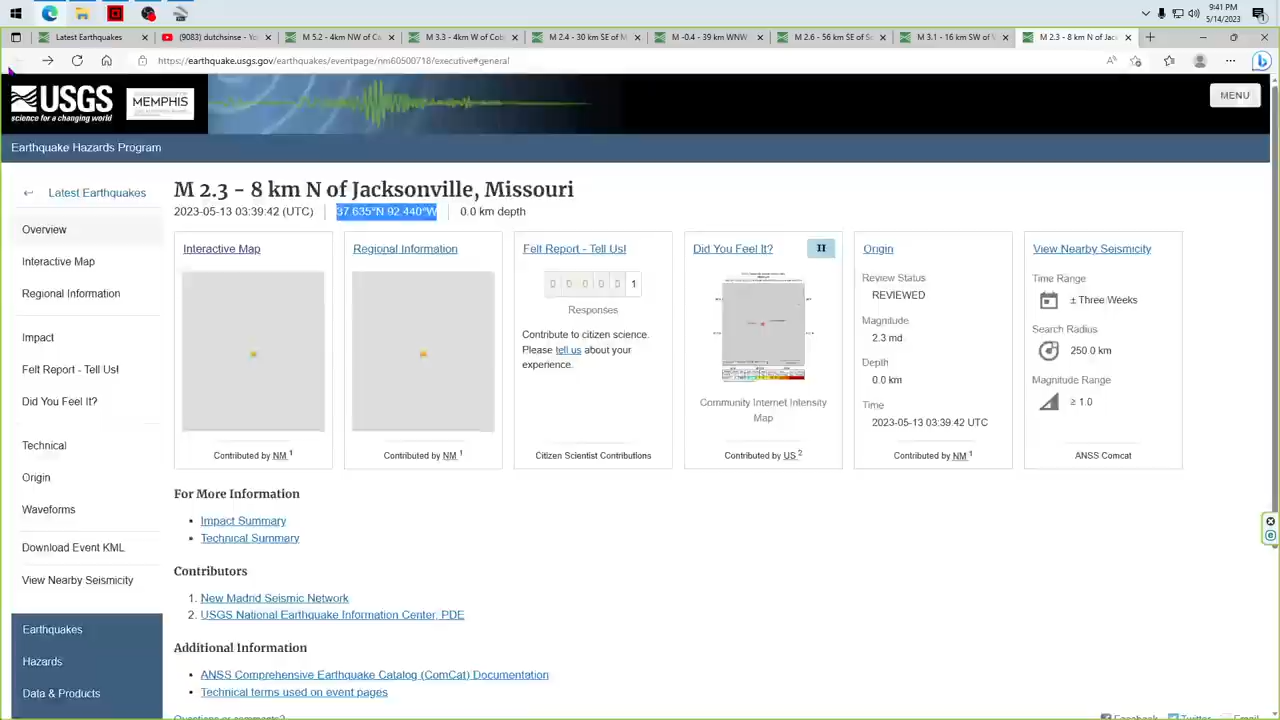 9:41 PM
5/14/2023
Latest Earthquakes
(9083) dutchsinse - Yo
M 5.2 - 4km NW of C
M 3.3 - 4km W of Cob
M 2.4 - 30 km SE of M
M -0.4 - 39 km WNW
M 2.6 - 56 km SE of S
M 3.1 - 16 km SW of V
M 2.3 - 8 km N of Jack
https://earthquake.usgs.gov/earthquakes/eventpage/nm60500718/executive#general
USGS
science for a changing world
MEMPHIS
MENU
Earthquake Hazards Program
Latest Earthquakes
Overview
Interactive Map
Regional Information
Impact
Felt Report - Tell Us!
Did You Feel It?
Technical
Origin
Waveforms
Download Event KML
View Nearby Seismicity
Earthquakes
Hazards
Data & Products
M 2.3 - 8 km N of Jacksonville, Missouri
2023-05-13 03:39:42 (UTC) 37.635°N 92.440°W 0.0 km depth
Interactive Map
Contributed by NM 1
Regional Information
Contributed by NM 1
Felt Report - Tell Us!
0 0 0 0 0 1
Responses
Contribute to citizen science.
Please tell us about your
experience.
Citizen Scientist Contributions
Did You Feel It?
II
Community Internet Intensity
Map
Contributed by US 2
Origin
Review Status
REVIEWED
Magnitude
2.3 md
Depth
0.0 km
Time
2023-05-13 03:39:42 UTC
Contributed by NM 1
View Nearby Seismicity
Time Range
± Three Weeks
Search Radius
250.0 km
Magnitude Range
≥ 1.0
ANSS Comcat
For More Information
• Impact Summary
• Technical Summary
Contributors
1. New Madrid Seismic Network
2. USGS National Earthquake Information Center, PDE
Additional Information
• ANSS Comprehensive Earthquake Catalog (ComCat) Documentation
• Technical terms used on event pages
Questions or comments?
Facebook Twitter Email